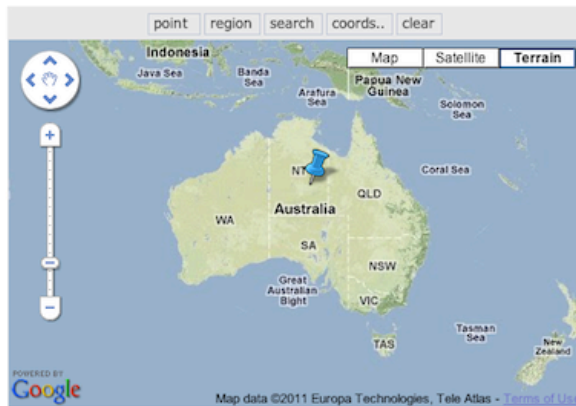 point region search coords.. clear
Indonesia
Map Satellite Terrain
Java Sea
Banda Sea
Papua New Guinea
Arafura Sea
Solomon Sea
NT
Coral Sea
QLD
WA
Australia
SA
NSW
Great Australian Bight
VIC
TAS
Tasman Sea
New Zealand
POWERED BY
Google
Map data ©2011 Europa Technologies, Tele Atlas - Terms of Us